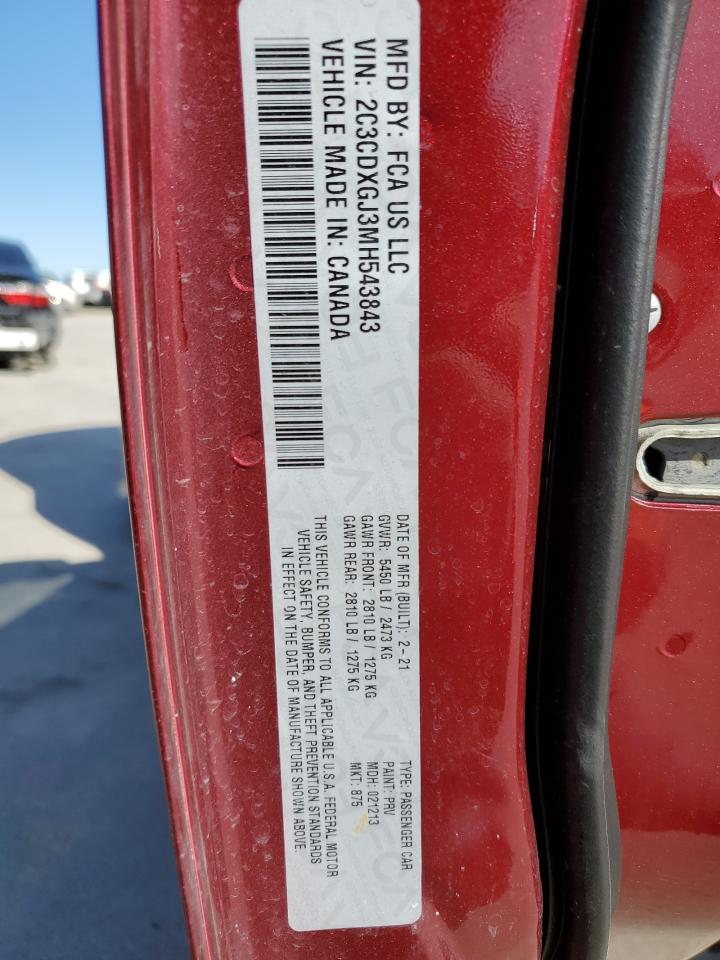 MFD BY: FCA US LLC
VIN: 2C3CDXGJ3MH543843
VEHICLE MADE IN: CANADA
DATE OF MFR (BUILT): 2-21
GVWR: 5450 LB / 2473 KG
GAWR FRONT: 2810 LB / 1275 KG
GAWR REAR: 2810 LB / 1275 KG
THIS VEHICLE CONFORMS TO ALL APPLICABLE U.S.A. FEDERAL MOTOR
VEHICLE SAFETY, BUMPER, AND THEFT PREVENTION STANDARDS
IN EFFECT ON THE DATE OF MANUFACTURE SHOWN ABOVE.
TYPE: PASSENGER CAR
PAINT: PRV
MDH: 021213
MKT: 875